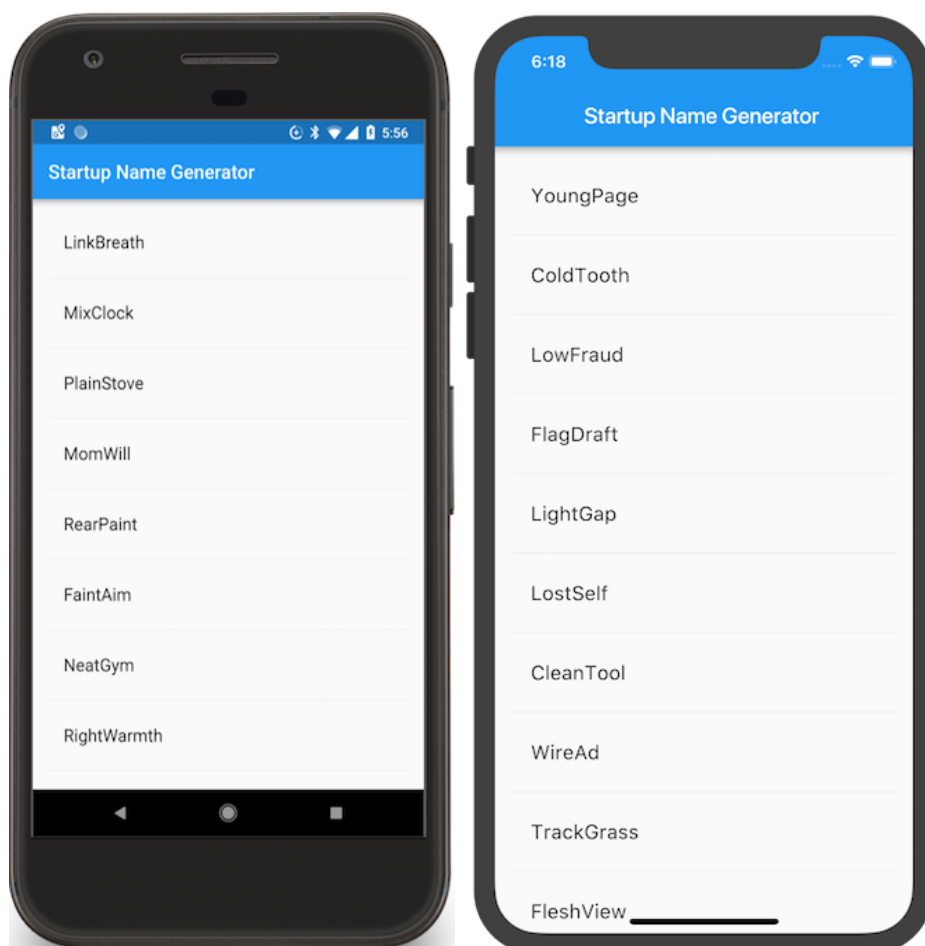 5:56
Startup Name Generator
LinkBreath
MixClock
PlainStove
MomWill
RearPaint
FaintAim
NeatGym
RightWarmth
6:18
Startup Name Generator
YoungPage
ColdTooth
LowFraud
FlagDraft
LightGap
LostSelf
CleanTool
WireAd
TrackGrass
FleshView